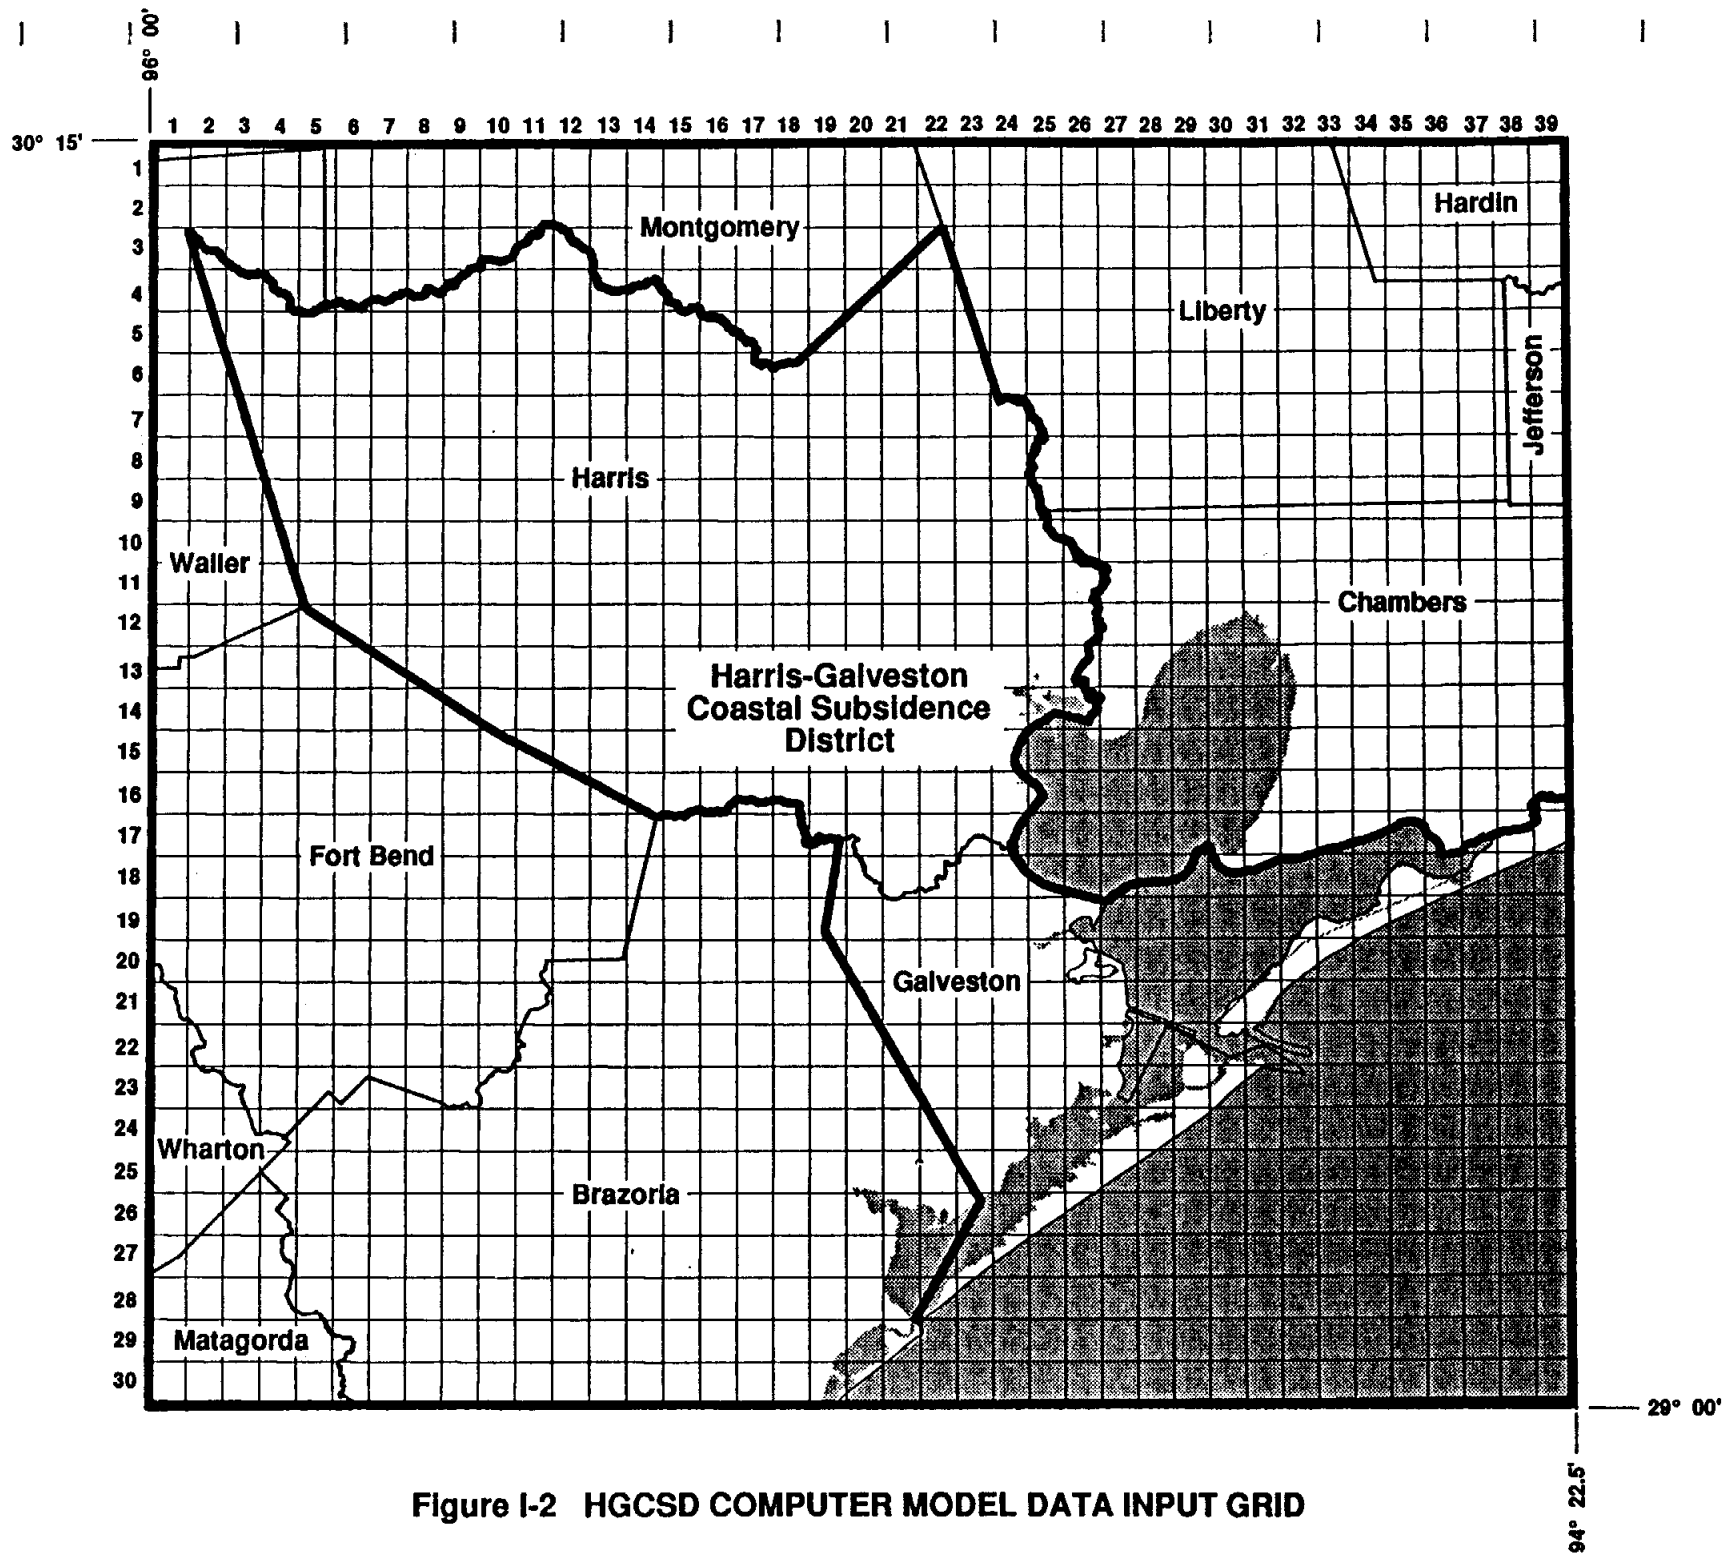 96° 00'
30° 15'
1 2 3 4 5 6 7 8 9 10 11 12 13 14 15 16 17 18 19 20 21 22 23 24 25 26 27 28 29 30 31 32 33 34 35 36 37 38 39
1
2
3
4
5
6
7
8
9
10
11
12
13
14
15
16
17
18
19
20
21
22
23
24
25
26
27
28
29
30
Hardin
Montgomery
Liberty
Jefferson
Harris
Waller
Chambers
Harris-Galveston
Coastal Subsidence
District
Fort Bend
Galveston
Wharton
Brazoria
Matagorda
29° 00'
94° 22.5'
Figure I-2 HGCSD COMPUTER MODEL DATA INPUT GRID